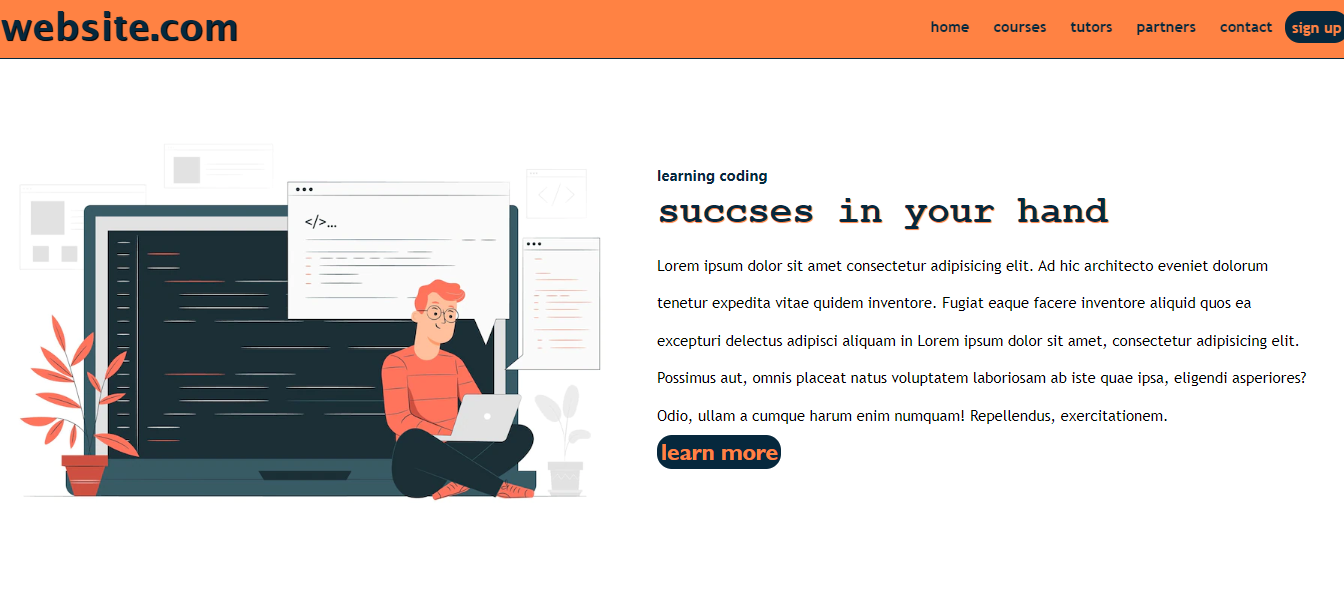 website.com
home courses tutors partners contact sign up
</>...
</>
learning coding
succses in your hand
Lorem ipsum dolor sit amet consectetur adipisicing elit. Ad hic architecto eveniet dolorum
tenetur expedita vitae quidem inventore. Fugiat eaque facere inventore aliquid quos ea
excepturi delectus adipisci aliquam in Lorem ipsum dolor sit amet, consectetur adipisicing elit.
Possimus aut, omnis placeat natus voluptatem laboriosam ab iste quae ipsa, eligendi asperiores?
Odio, ullam a cumque harum enim numquam! Repellendus, exercitationem.
learn more